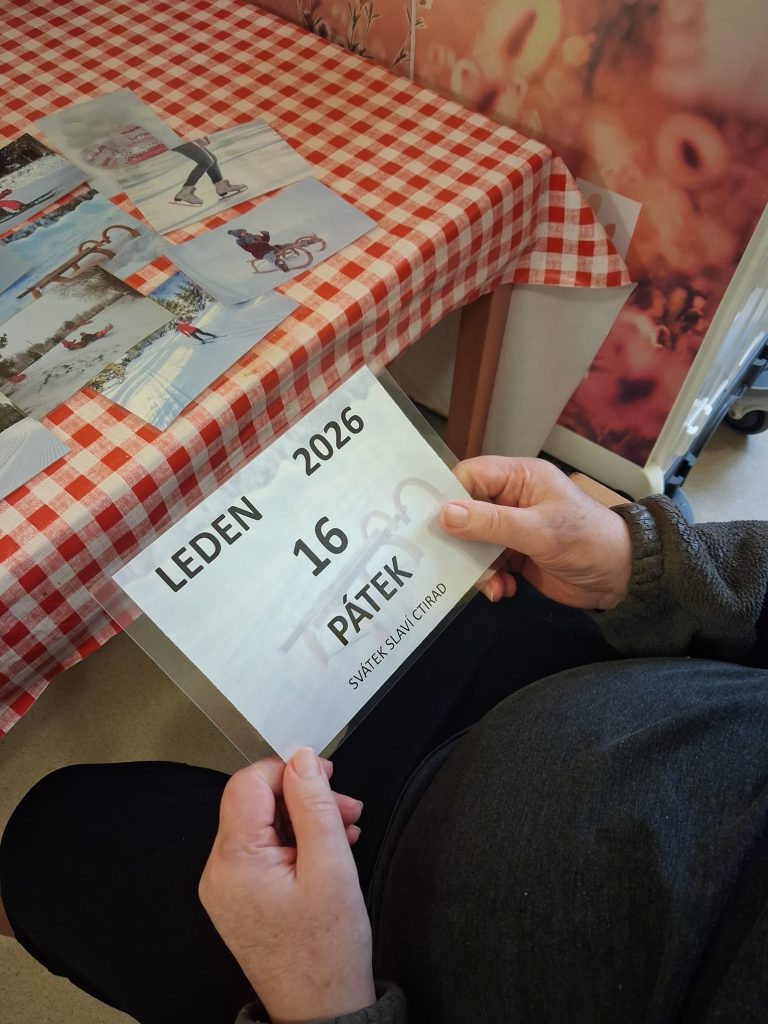 LEDEN 2026
16
PÁTEK
SVÁTEK SLAVÍ CTIRAD